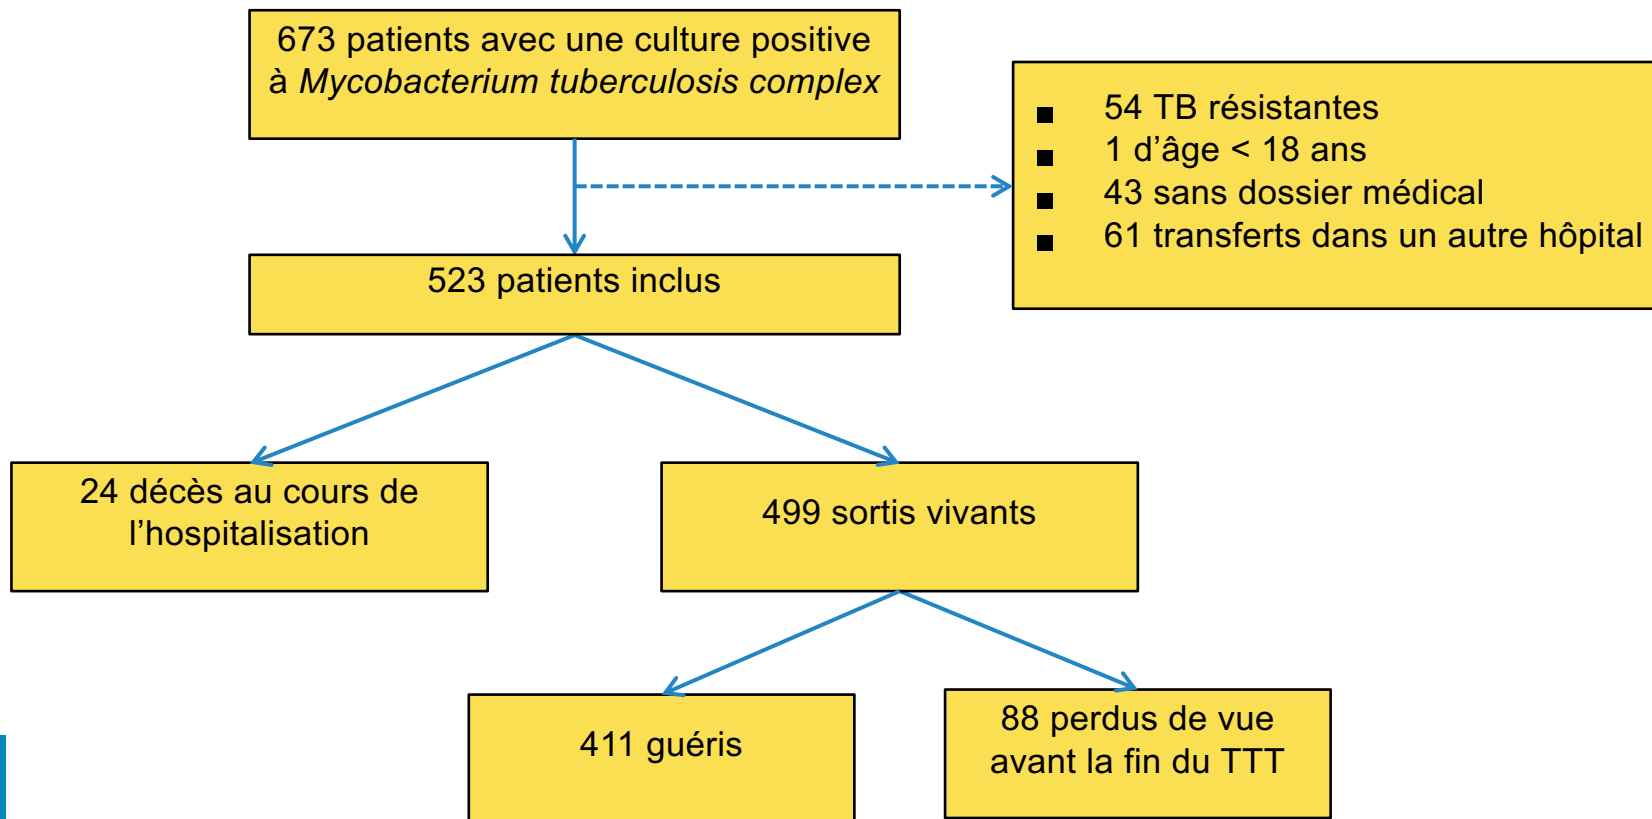 673 patients avec une culture positive
à Mycobacterium tuberculosis complex
■ 54 TB résistantes
■ 1 d’âge < 18 ans
■ 43 sans dossier médical
■ 61 transferts dans un autre hôpital
523 patients inclus
24 décès au cours de
l’hospitalisation
499 sortis vivants
411 guéris
88 perdus de vue
avant la fin du TTT